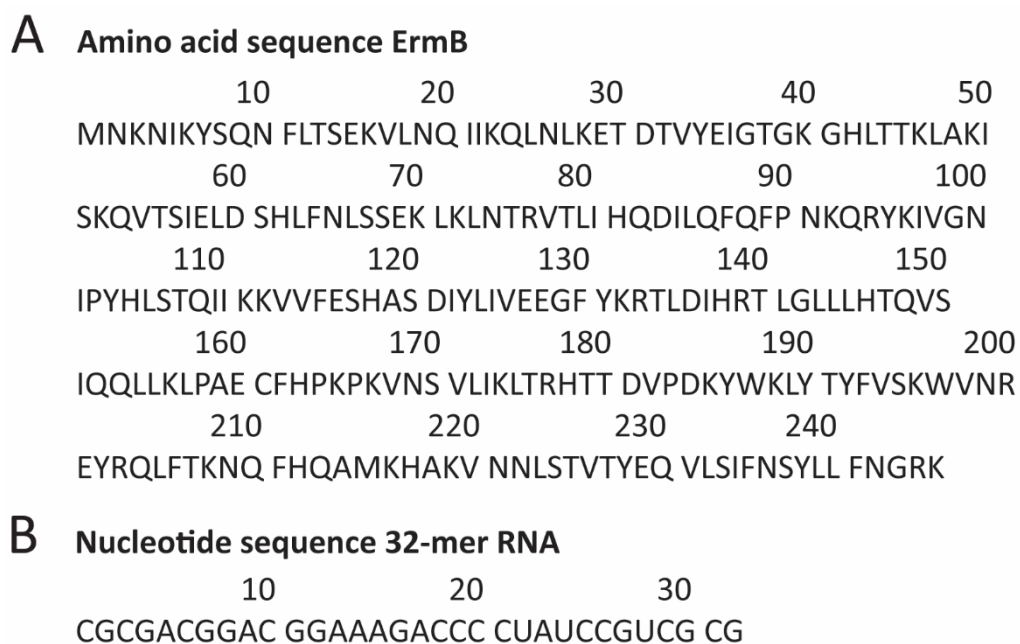 A Amino acid sequence ErmB
10 20 30 40 50
MNKNIKYSQN FLTSEKVLNQ IIKQLNLKET DTVYEIGTGK GHLTTKLAKI
60 70 80 90 100
SKQVTSIELD SHLFNLSSEK LKLNTRVTLI HQDILQFQFP NKQRYKIVGN
110 120 130 140 150
IPYHLSTQII KKVVFESHAS DIYLIVEEGF YKRTLDIHRT LGLLLHTQVS
160 170 180 190 200
IQQLLKLPAE CFHPKPKVNS VLIKLTRHTT DVPDKYWKLY TYFVSKWVNR
210 220 230 240
EYRQLFTKNQ FHQAMKHAKV NNLSTVTYEQ VLSIFNSYLL FNGRK
B Nucleotide sequence 32-mer RNA
10 20 30
CGCGACGGAC GGAAAGACCC CUAUCCGUCG CG